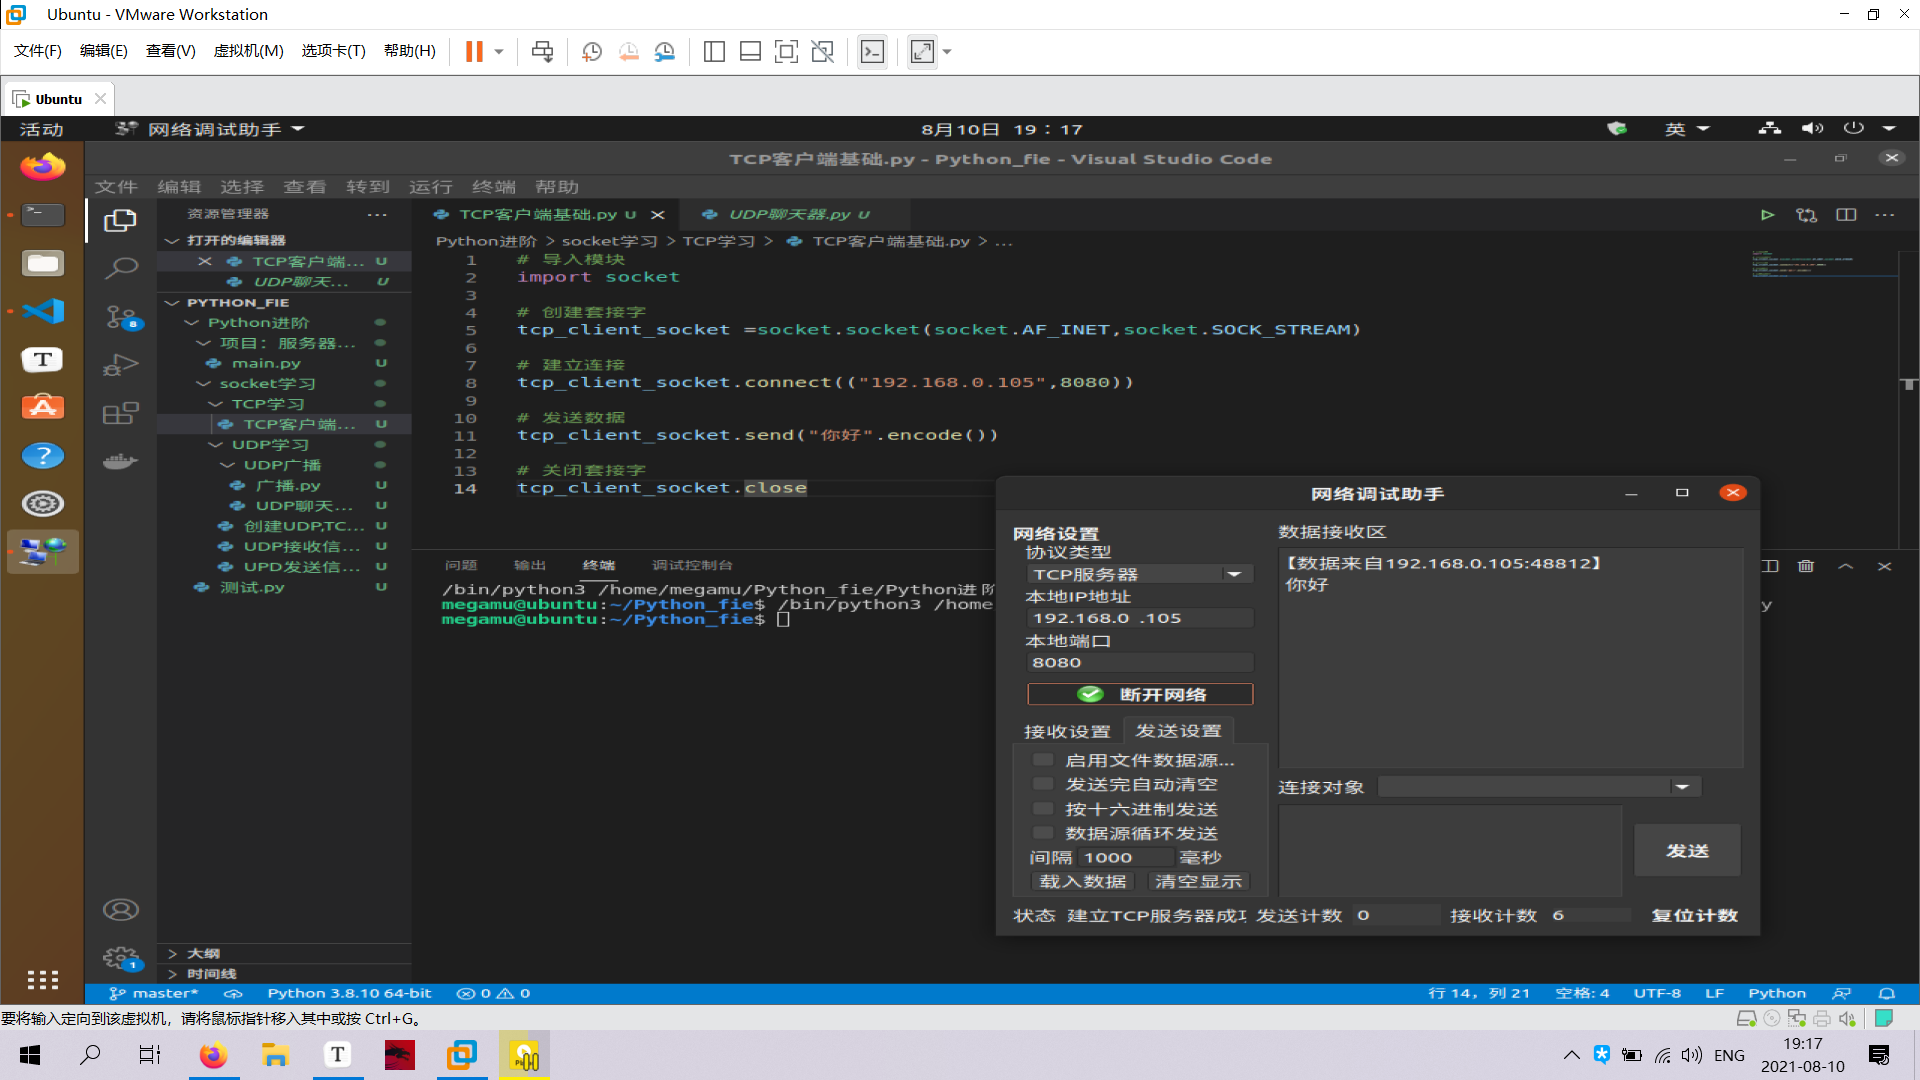 Ubuntu - VMware Workstation
文件(F) 编辑(E) 查看(V) 虚拟机(M) 选项卡(T) 帮助(H)
Ubuntu
活动 网络调试助手 8月10日 19：17 英
TCP客户端基础.py - Python_fie - Visual Studio Code
文件 编辑 选择 查看 转到 运行 终端 帮助
资源管理器 ···
打开的编辑器
TCP客户端... U
UDP聊天... U
PYTHON_FIE
Python进阶
项目：服务器...
main.py U
socket学习
TCP学习
TCP客户端... U
UDP学习
UDP广播
广播.py U
UDP聊天... U
创建UDP,TC... U
UDP接收信... U
UPD发送信... U
测试.py U
大纲
时间线
8
1
TCP客户端基础.py U UDP聊天器.py U
Python进阶 > socket学习 > TCP学习 > TCP客户端基础.py > ...
1 # 导入模块
2 import socket
3
4 # 创建套接字
5 tcp_client_socket =socket.socket(socket.AF_INET,socket.SOCK_STREAM)
6
7 # 建立连接
8 tcp_client_socket.connect(("192.168.0.105",8080))
9
10 # 发送数据
11 tcp_client_socket.send("你好".encode())
12
13 # 关闭套接字
14 tcp_client_socket.close
问题 输出 终端 调试控制台
/bin/python3 /home/megamu/Python_fie/Python进阶
megamu@ubuntu:~/Python_fie$ /bin/python3 /home
y
megamu@ubuntu:~/Python_fie$
网络调试助手
网络设置
协议类型
TCP服务器
本地IP地址
192.168.0 .105
本地端口
8080
断开网络
接收设置 发送设置
启用文件数据源...
发送完自动清空
按十六进制发送
数据源循环发送
间隔 1000 毫秒
载入数据 清空显示
数据接收区
【数据来自192.168.0.105:48812】
你好
连接对象
发送
状态 建立TCP服务器成 发送计数 0 接收计数 6 复位计数
master* Python 3.8.10 64-bit 0 0 行 14，列 21 空格: 4 UTF-8 LF Python
要将输入定向到该虚拟机，请将鼠标指针移入其中或按 Ctrl+G。
T
T
ENG
19:17
2021-08-10